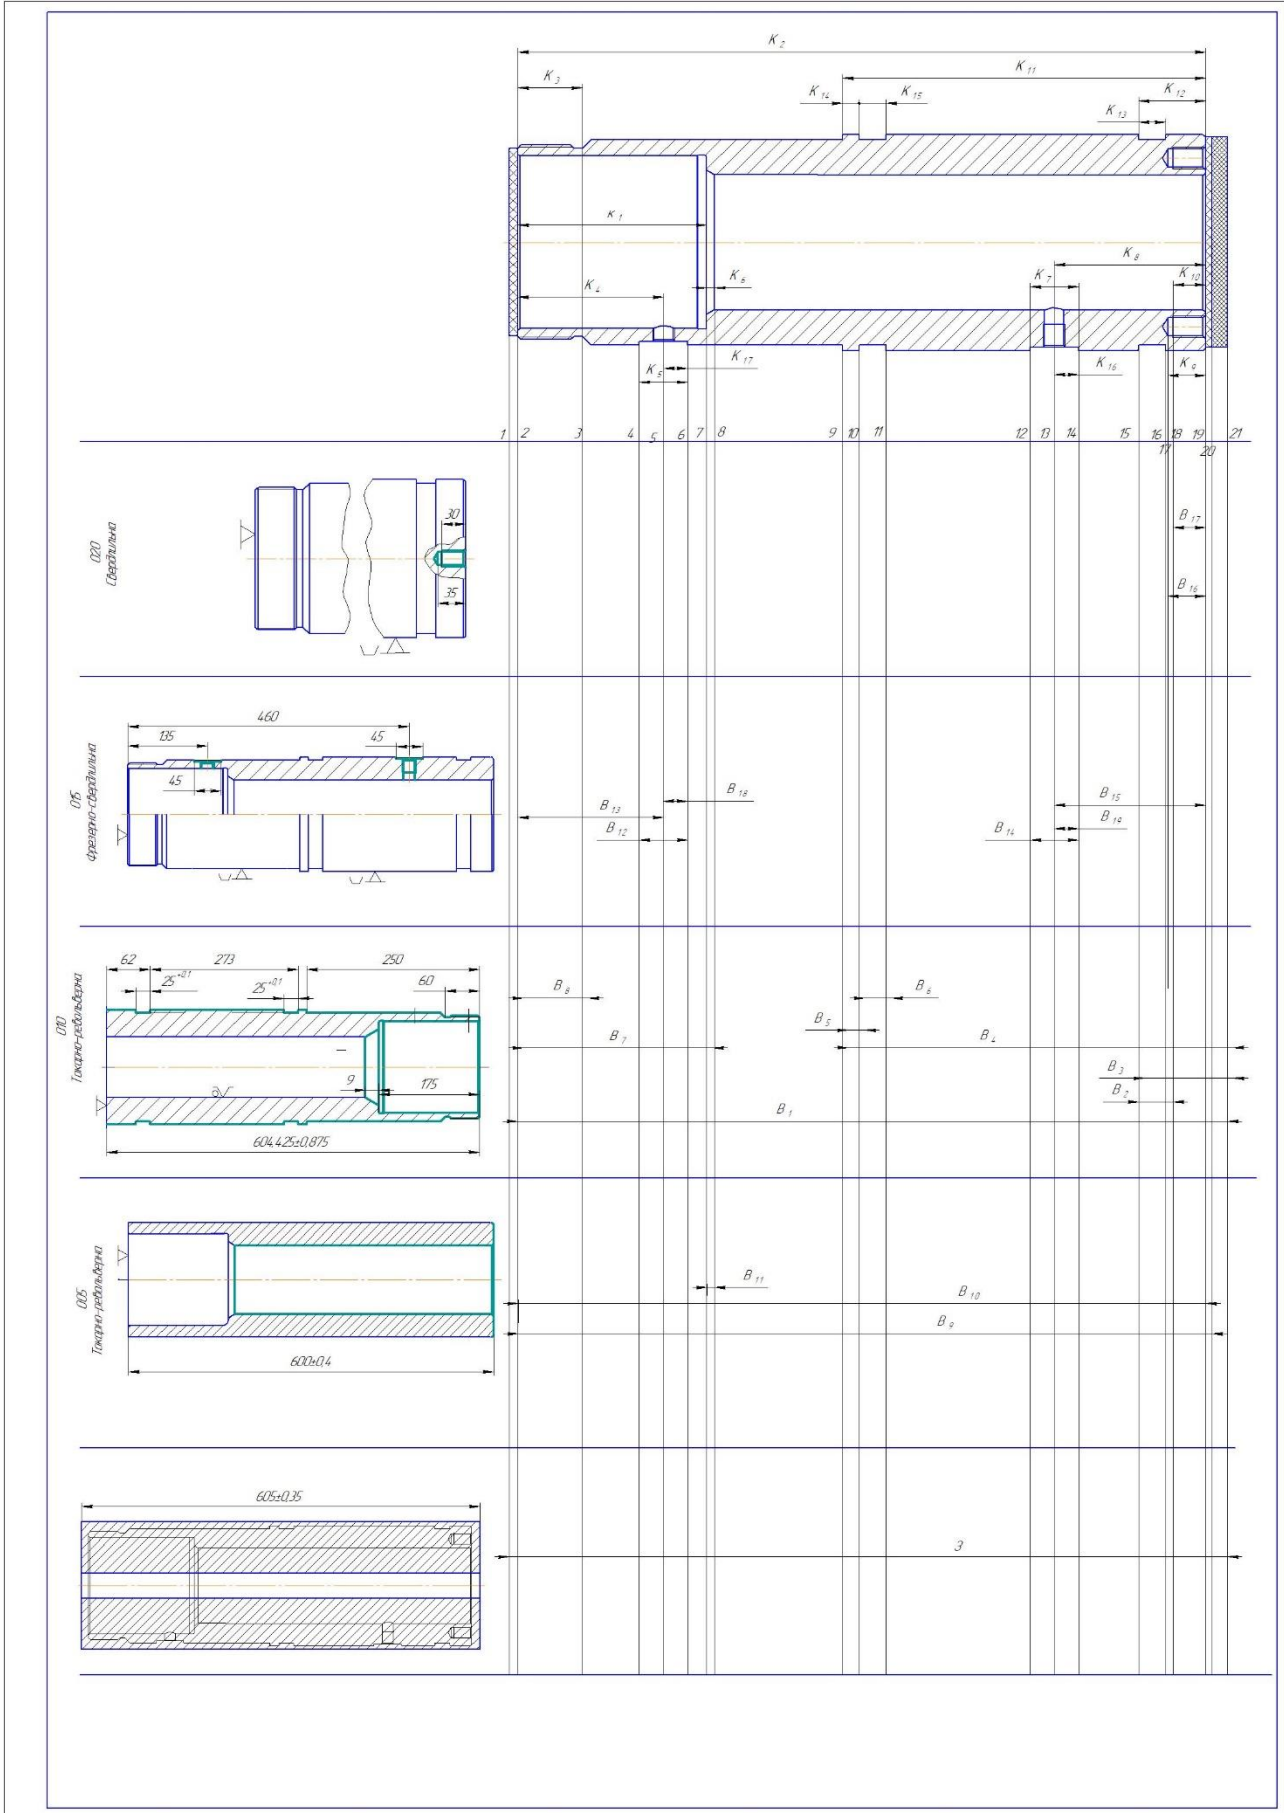 К 2
К 11
К 3
К 12
К 14
К 15
К 13
К 1
К 8
К 6
К 7
К 10
К 4
К 17
К 16
К 9
К 5
1 2 3 4 5 6 7 8 9 10 11 12 13 14 15 16 17 18 19 20 21
020
Свердлильна
30
35
В 17
В 16
015
Фрезерно-свердлильна
460
135
45
45
В 18
В 13
В 15
В 12
В 14
В 19
010
Токарно-револьверна
62
273
250
25+0,1
25+0,1
60
9
175
604,425±0,875
В 8
В 6
В 5
В 7
В 4
В 3
В 2
В 1
005
Токарно-револьверна
600±0,4
В 11
В 10
В 9
605±0,35
З